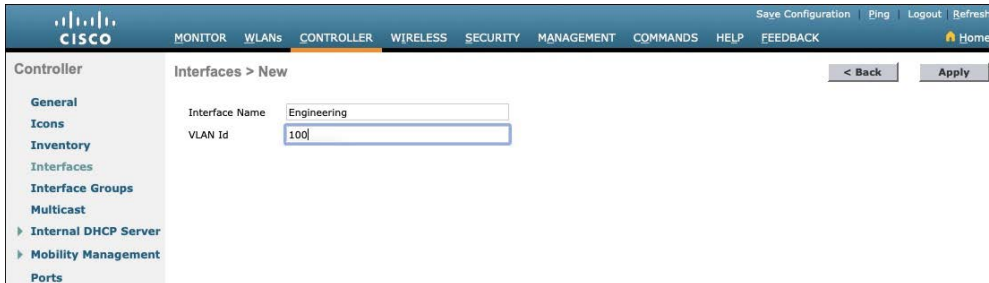 Save Configuration | Ping | Logout | Refresh
CISCO
MONITOR WLANs CONTROLLER WIRELESS SECURITY MANAGEMENT COMMANDS HELP FEEDBACK
Home
Controller
Interfaces > New
< Back
Apply
General
Icons
Inventory
Interfaces
Interface Groups
Multicast
Internal DHCP Server
Mobility Management
Ports
Interface Name Engineering
VLAN Id 100